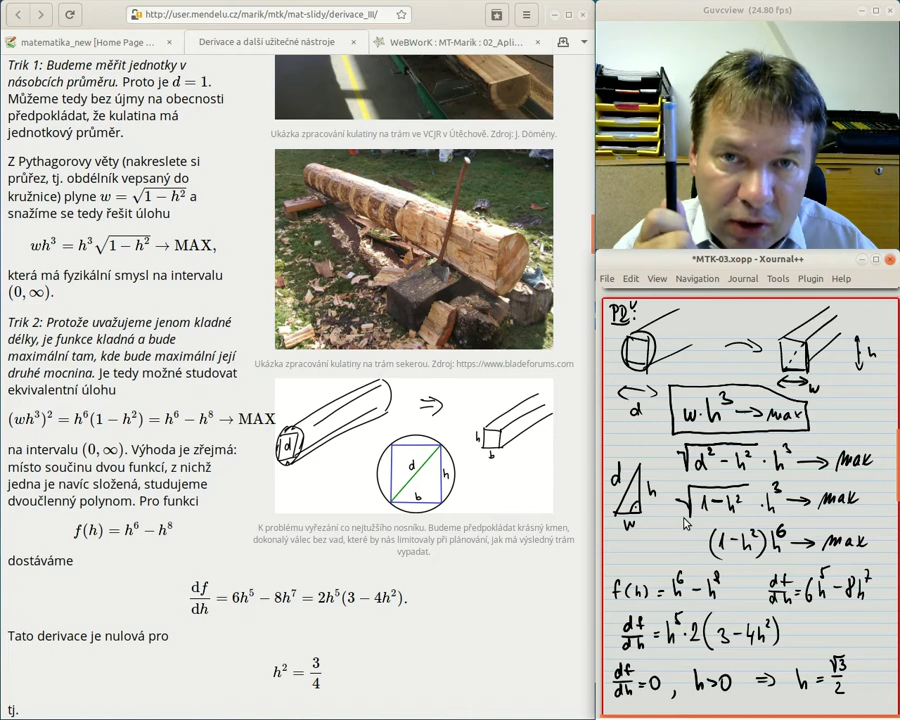 http://user.mendelu.cz/marik/mtk/mat-slidy/derivace_III/
matematika_new [Home Page ...
Derivace a další užitečné nástroje
WeBWorK : MT-Marik : 02_Apli...
Trik 1: Budeme měřit jednotky v
násobcích průměru. Proto je d = 1.
Můžeme tedy bez újmy na obecnosti
předpokládat, že kulatina má
jednotkový průměr.
Z Pythagorovy věty (nakreslete si
průřez, tj. obdélník vepsaný do
kružnice) plyne w = √(1 − h²) a
snažíme se tedy řešit úlohu
wh³ = h³√(1 − h²) → MAX,
která má fyzikální smysl na intervalu
(0, ∞).
Trik 2: Protože uvažujeme jenom kladné
délky, je funkce kladná a bude
maximální tam, kde bude maximální její
druhé mocnina. Je tedy možné studovat
ekvivalentní úlohu
(wh³)² = h⁶(1 − h²) = h⁶ − h⁸ → MAX
na intervalu (0, ∞). Výhoda je zřejmá:
místo součinu dvou funkcí, z nichž
jedna je navíc složená, studujeme
dvoučlenný polynom. Pro funkci
f(h) = h⁶ − h⁸
dostáváme
df/dh = 6h⁵ − 8h⁷ = 2h⁵(3 − 4h²).
Tato derivace je nulová pro
h² = 3/4
tj.
Ukázka zpracování kulatiny na trám ve VCJR v Útěchově. Zdroj: J. Dömény.
Ukázka zpracování kulatiny na trám sekerou. Zdroj: https://www.bladeforums.com
d ⇒ h b
d h b
K problému vyřezání co nejtužšího nosníku. Budeme předpokládat krásný kmen,
dokonalý válec bez vad, které by nás limitovaly při plánování, jak má výsledný trám
vypadat.
Guvcview (24.80 fps)
*MTK-03.xopp - Xournal++
File Edit View Navigation Journal Tools Plugin Help
h
d w
w·h³ → max
d h w
√(d² − h²) · h³ → max
√(1 − h²) · h³ → max
(1 − h²) h⁶ → max
f(h) = h⁶ − h⁸ df/dh = 6h⁵ − 8h⁷
df/dh = h⁵ · 2(3 − 4h²)
df/dh = 0, h > 0 ⇒ h = √3/2